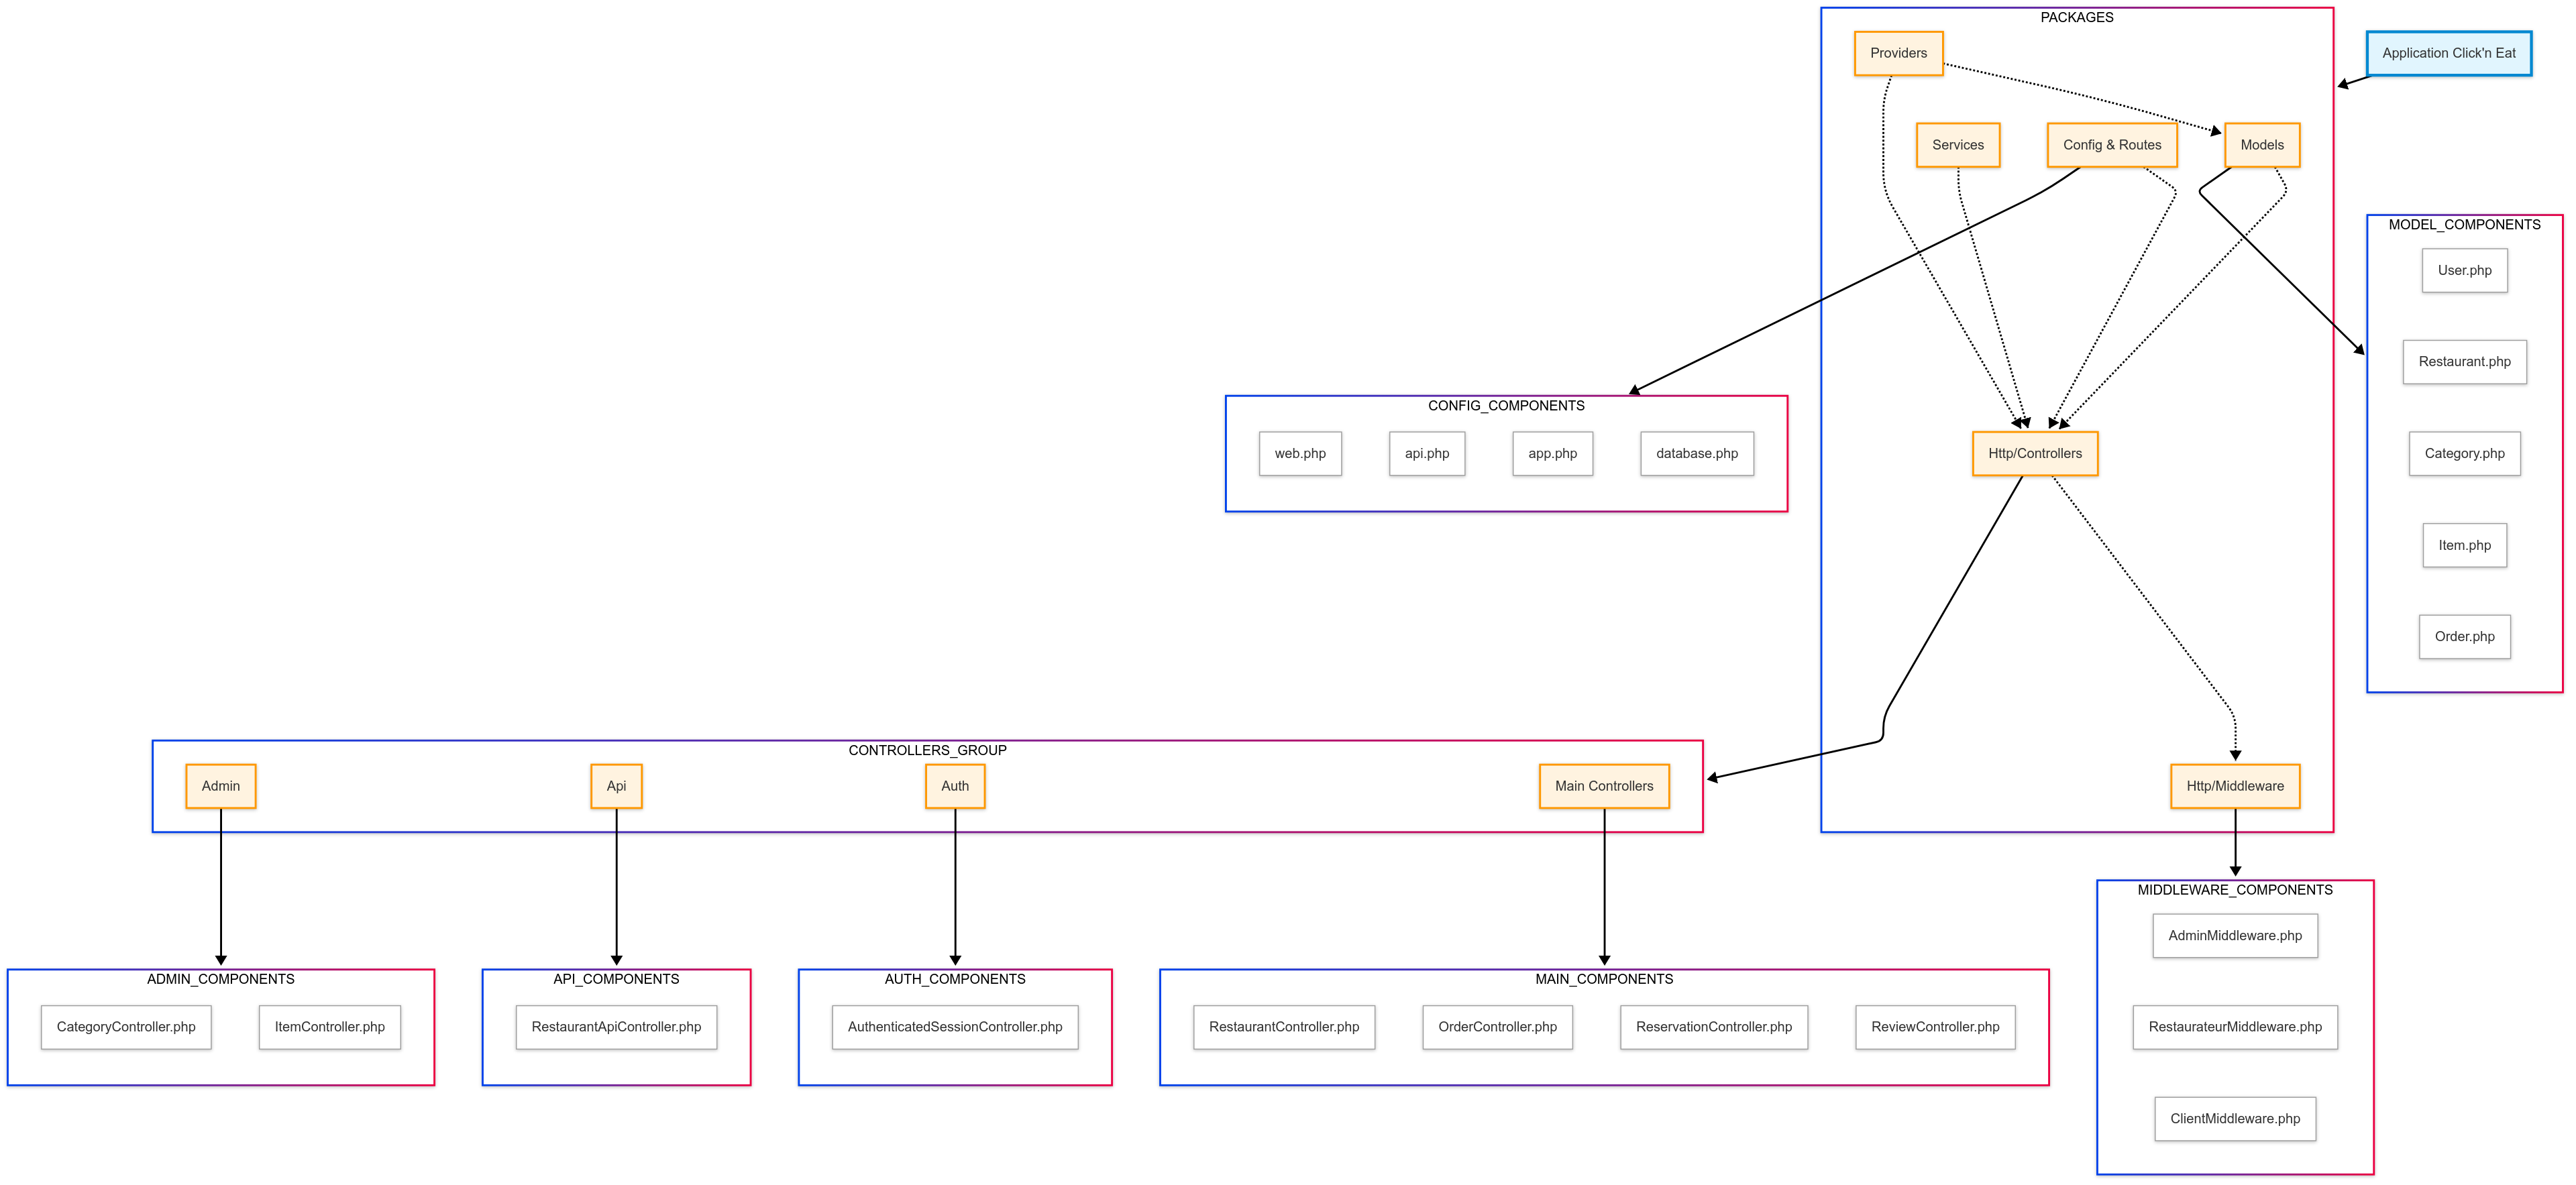 PACKAGES
Providers
Application Click'n Eat
Services
Config & Routes
Models
MODEL_COMPONENTS
User.php
Restaurant.php
Category.php
Item.php
Order.php
CONFIG_COMPONENTS
web.php
api.php
app.php
database.php
Http/Controllers
CONTROLLERS_GROUP
Admin
Api
Auth
Main Controllers
Http/Middleware
MIDDLEWARE_COMPONENTS
AdminMiddleware.php
RestaurateurMiddleware.php
ClientMiddleware.php
ADMIN_COMPONENTS
CategoryController.php
ItemController.php
API_COMPONENTS
RestaurantApiController.php
AUTH_COMPONENTS
AuthenticatedSessionController.php
MAIN_COMPONENTS
RestaurantController.php
OrderController.php
ReservationController.php
ReviewController.php